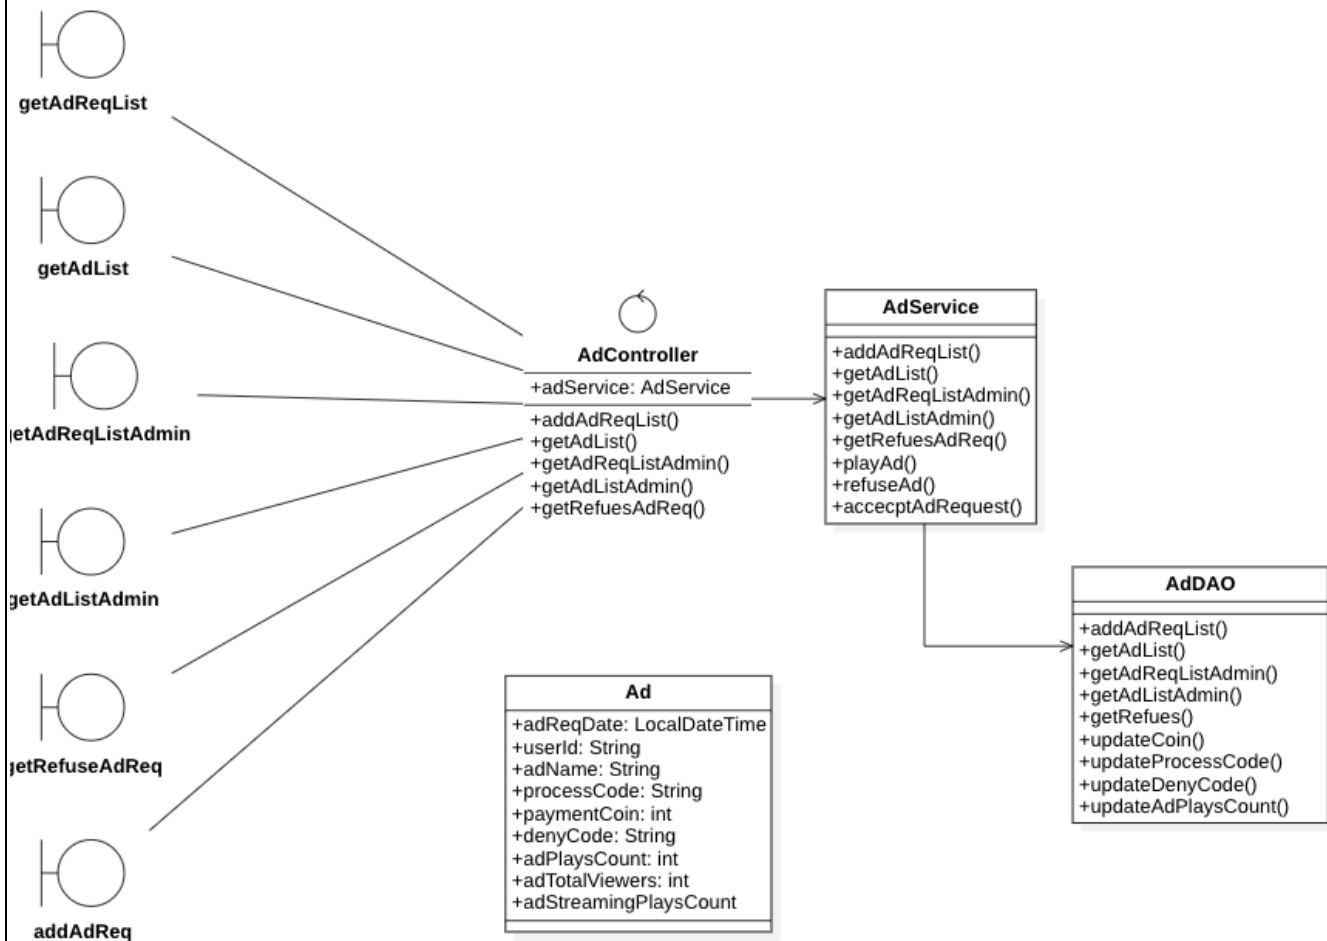 getAdReqList
getAdList
getAdReqListAdmin
getAdListAdmin
getRefuseAdReq
addAdReq
AdController
+adService: AdService
+addAdReqList()
+getAdList()
+getAdReqListAdmin()
+getAdListAdmin()
+getRefuesAdReq()
AdService
+addAdReqList()
+getAdList()
+getAdReqListAdmin()
+getAdListAdmin()
+getRefuesAdReq()
+playAd()
+refuseAd()
+accecptAdRequest()
Ad
+adReqDate: LocalDateTime
+userId: String
+adName: String
+processCode: String
+paymentCoin: int
+denyCode: String
+adPlaysCount: int
+adTotalViewers: int
+adStreamingPlaysCount
AdDAO
+addAdReqList()
+getAdList()
+getAdReqListAdmin()
+getAdListAdmin()
+getRefues()
+updateCoin()
+updateProcessCode()
+updateDenyCode()
+updateAdPlaysCount()